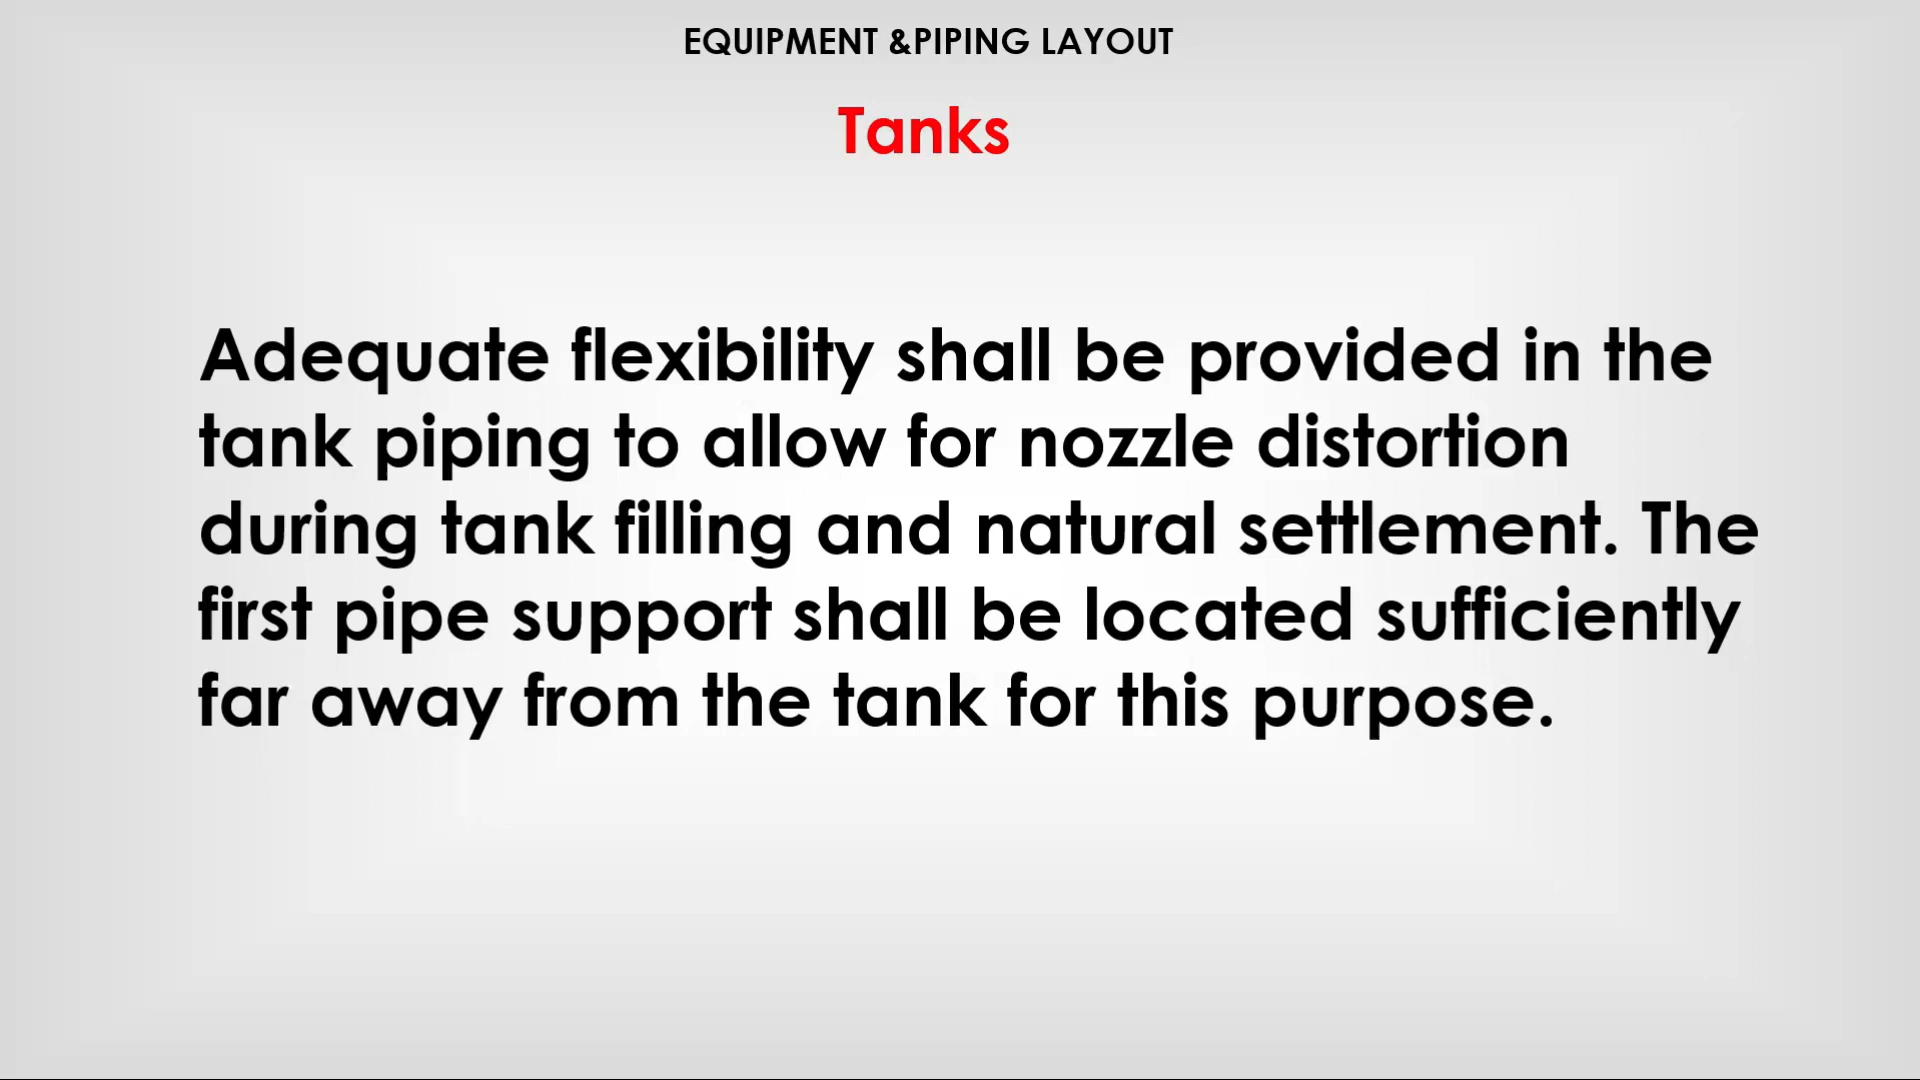 EQUIPMENT &PIPING LAYOUT
Tanks
Adequate flexibility shall be provided in the
tank piping to allow for nozzle distortion
during tank filling and natural settlement. The
first pipe support shall be located sufficiently
far away from the tank for this purpose.